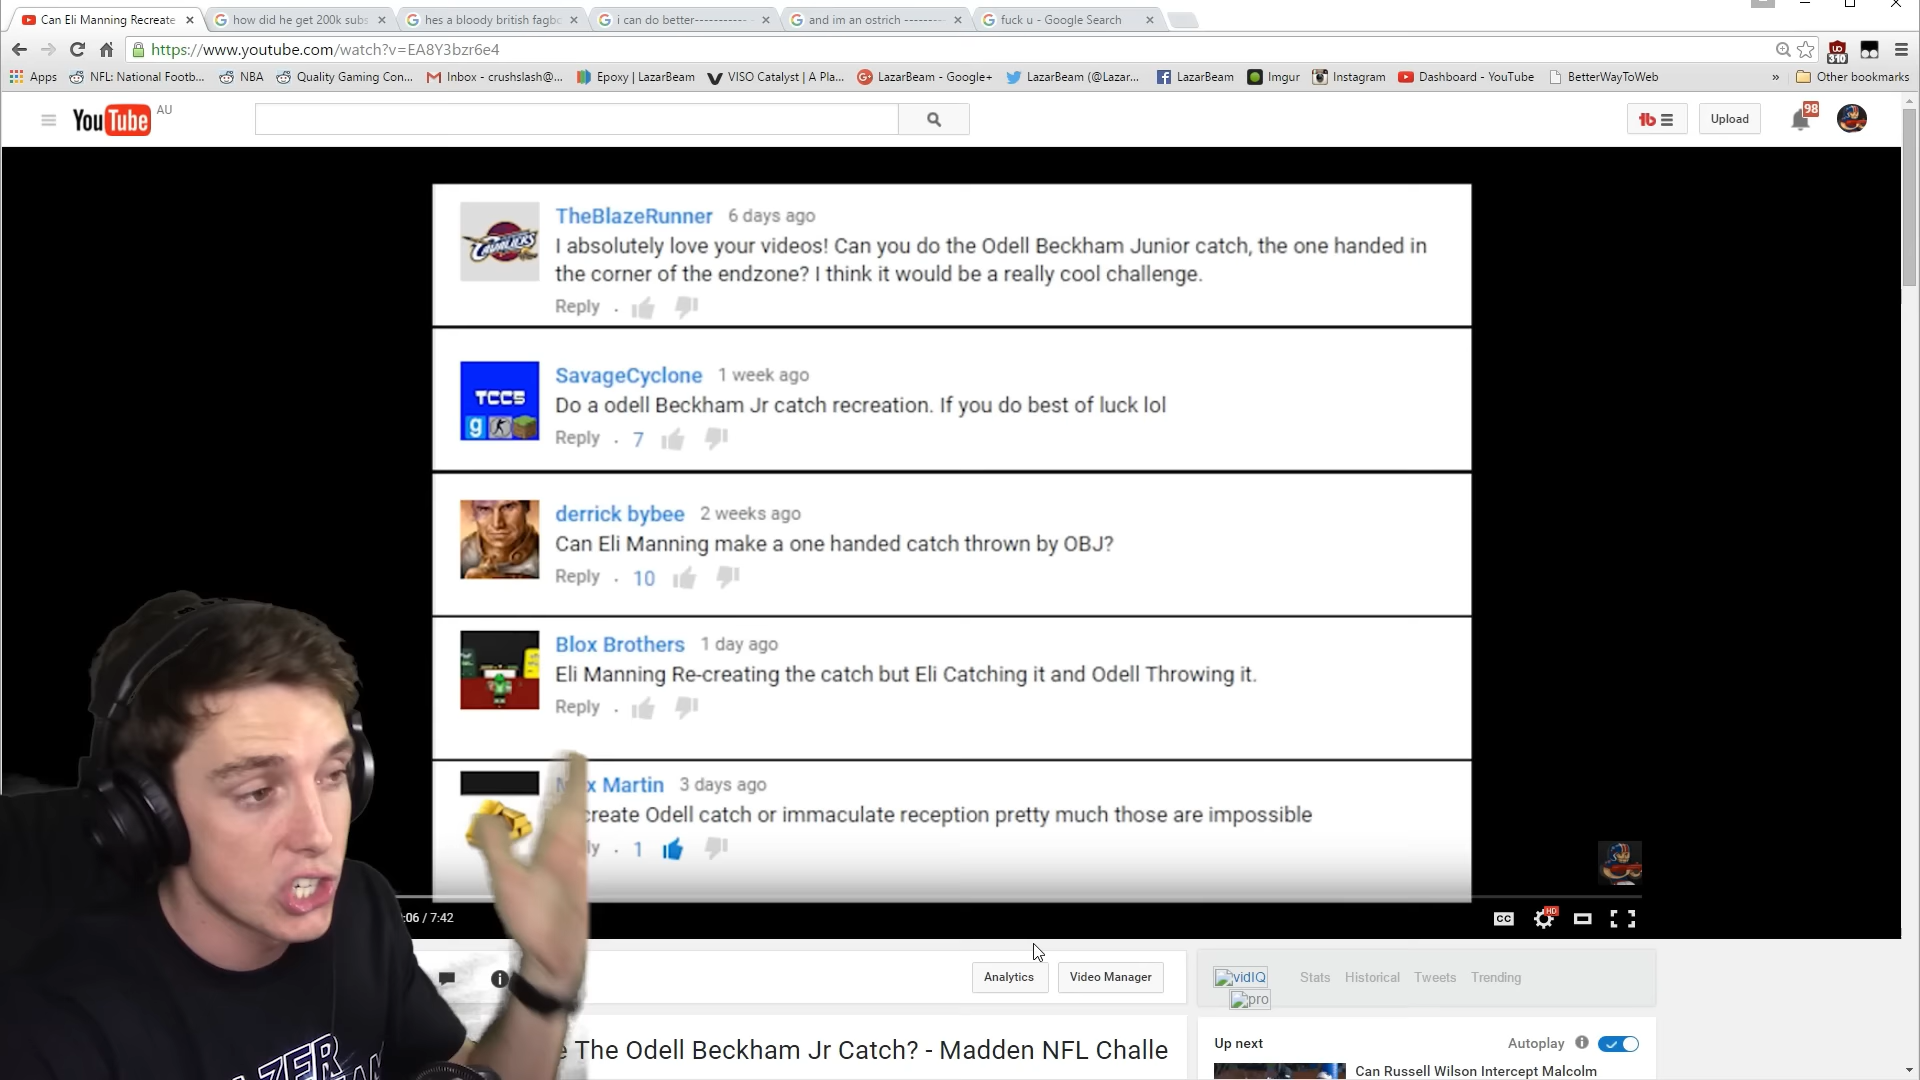 Can Eli Manning Recreate
how did he get 200k subs
hes a bloody british fagbo
i can do better-----------
and im an ostrich --------
fuck u - Google Search
https://www.youtube.com/watch?v=EA8Y3bzr6e4
310
Apps
NFL: National Footb...
NBA
Quality Gaming Con...
Inbox - crushslash@...
Epoxy | LazarBeam
VISO Catalyst | A Pla...
LazarBeam - Google+
LazarBeam (@Lazar...
LazarBeam
Imgur
Instagram
Dashboard - YouTube
BetterWayToWeb
»
Other bookmarks
YouTube AU
tb
Upload
98
TheBlazeRunner 6 days ago
I absolutely love your videos! Can you do the Odell Beckham Junior catch, the one handed in
the corner of the endzone? I think it would be a really cool challenge.
Reply .
CAVALIERS
SavageCyclone 1 week ago
TCCS
g
Do a odell Beckham Jr catch recreation. If you do best of luck lol
Reply . 7
derrick bybee 2 weeks ago
Can Eli Manning make a one handed catch thrown by OBJ?
Reply . 10
Blox Brothers 1 day ago
Eli Manning Re-creating the catch but Eli Catching it and Odell Throwing it.
Reply .
x Martin 3 days ago
create Odell catch or immaculate reception pretty much those are impossible
ly . 1
:06 / 7:42
CC
HD
Analytics
Video Manager
vidIQ
pro
Stats
Historical
Tweets
Trending
e The Odell Beckham Jr Catch? - Madden NFL Challe
Up next
Autoplay
Can Russell Wilson Intercept Malcolm